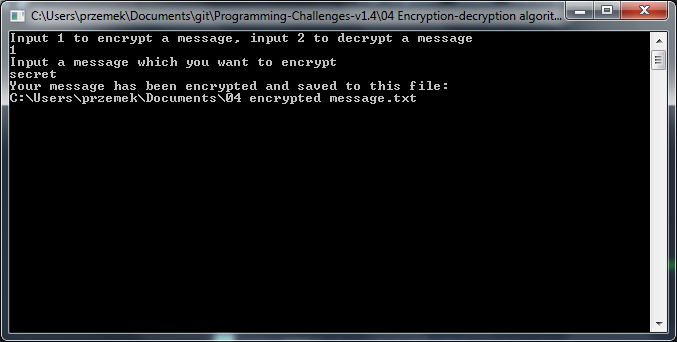 C:\Users\przemek\Documents\git\Programming-Challenges-v1.4\04 Encryption-decryption algorit...
Input 1 to encrypt a message, input 2 to decrypt a message
1
Input a message which you want to encrypt
secret
Your message has been encrypted and saved to this file:
C:\Users\przemek\Documents\04 encrypted message.txt